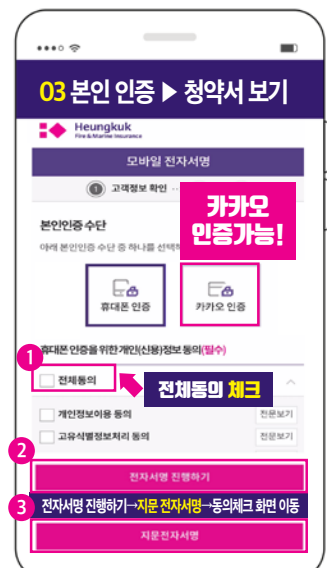 03 본인 인증 ▶ 청약서 보기
Heungkuk
Fire & Marine Insurance
모바일 전자서명
1 고객정보 확인 ...
카카오
인증가능!
본인인증 수단
아래 본인인증 수단 중 하나를 선택
휴대폰 인증
카카오 인증
휴대폰 인증을 위한 개인(신용)정보 동의(필수)
1
전체동의
전체동의 체크
개인정보이용 동의 전문보기
고유식별정보처리 동의 전문보기
2
전자서명 진행하기
3 전자서명 진행하기→지문 전자서명→동의체크 화면 이동
지문전자서명